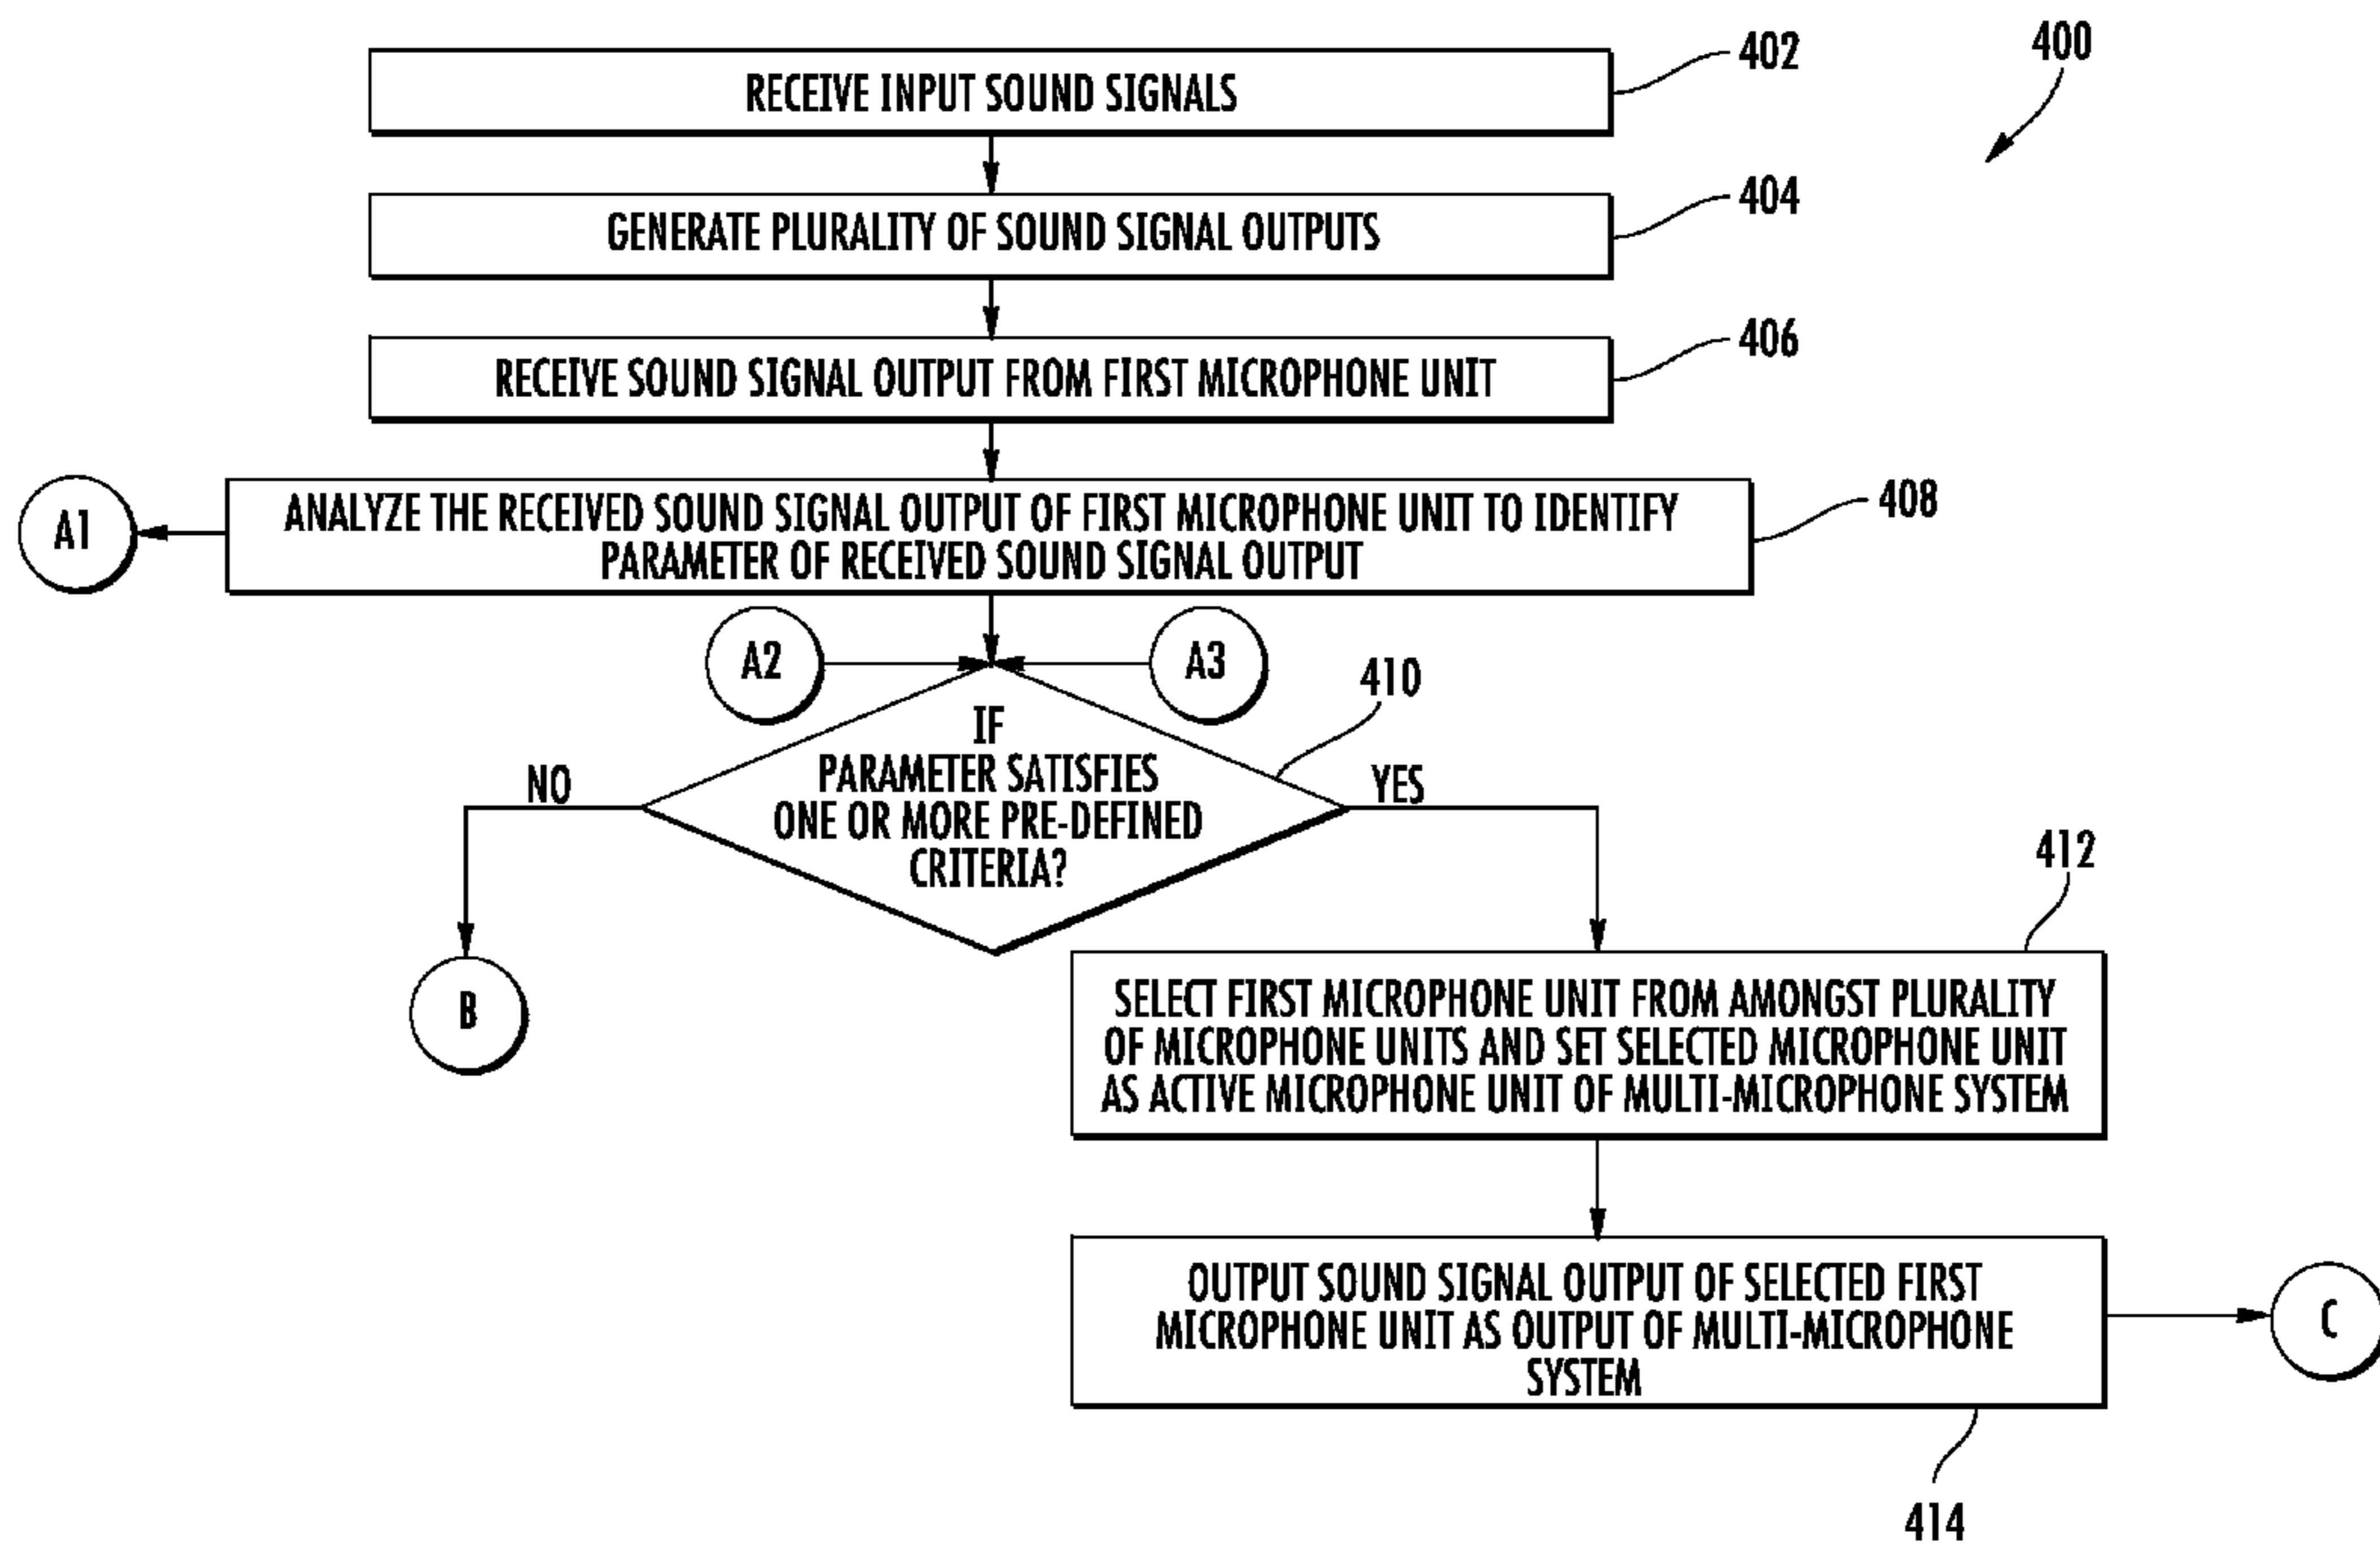 400
402
RECEIVE INPUT SOUND SIGNALS
404
GENERATE PLURALITY OF SOUND SIGNAL OUTPUTS
406
RECEIVE SOUND SIGNAL OUTPUT FROM FIRST MICROPHONE UNIT
408
A1
ANALYZE THE RECEIVED SOUND SIGNAL OUTPUT OF FIRST MICROPHONE UNIT TO IDENTIFY
PARAMETER OF RECEIVED SOUND SIGNAL OUTPUT
A2
A3
410
IF
PARAMETER SATISFIES
ONE OR MORE PRE-DEFINED
CRITERIA?
NO
YES
B
412
SELECT FIRST MICROPHONE UNIT FROM AMONGST PLURALITY
OF MICROPHONE UNITS AND SET SELECTED MICROPHONE UNIT
AS ACTIVE MICROPHONE UNIT OF MULTI-MICROPHONE SYSTEM
OUTPUT SOUND SIGNAL OUTPUT OF SELECTED FIRST
MICROPHONE UNIT AS OUTPUT OF MULTI-MICROPHONE
SYSTEM
C
414